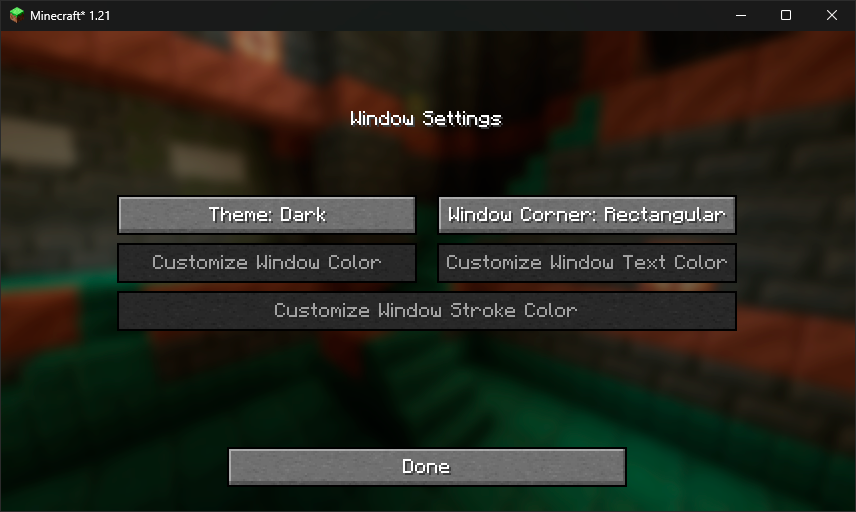 Minecraft* 1.21
Window Settings
Theme: Dark
Window Corner: Rectangular
Customize Window Color
Customize Window Text Color
Customize Window Stroke Color
Done